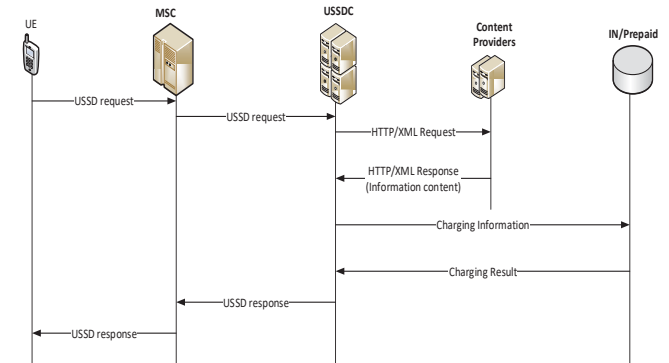 UE
MSC
USSDC
Content
Providers
IN/Prepaid
USSD request
USSD request
HTTP/XML Request
HTTP/XML Response
(Information content)
Charging Information
Charging Result
USSD response
USSD response